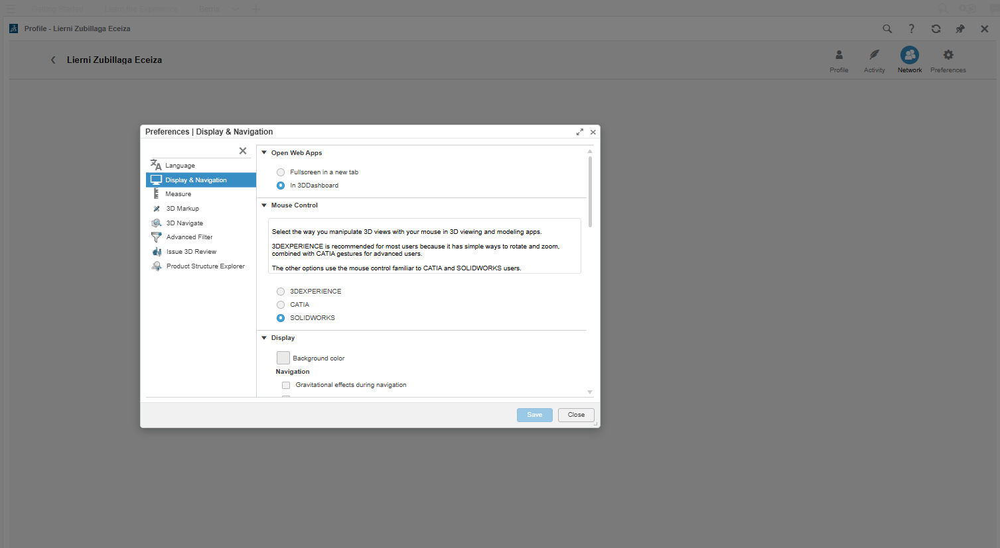 Getting Started
Learn the Experience
Profile - Lierni Zubillaga Eceiza
Lierni Zubillaga Eceiza
Profile
Activity
Network
Preferences
Preferences | Display & Navigation
Language
Display & Navigation
Measure
3D Markup
3D Navigate
Advanced Filter
Issue 3D Review
Product Structure Explorer
Open Web Apps
Fullscreen in a new tab
In 3DDashboard
Mouse Control
Select the way you manipulate 3D views with your mouse in 3D viewing and modeling apps.
3DEXPERIENCE is recommended for most users because it has simple ways to rotate and zoom,
combined with CATIA gestures for advanced users.
The other options use the mouse control familiar to CATIA and SOLIDWORKS users.
3DEXPERIENCE
CATIA
SOLIDWORKS
Display
Background color
Navigation
Gravitational effects during navigation
Save
Close